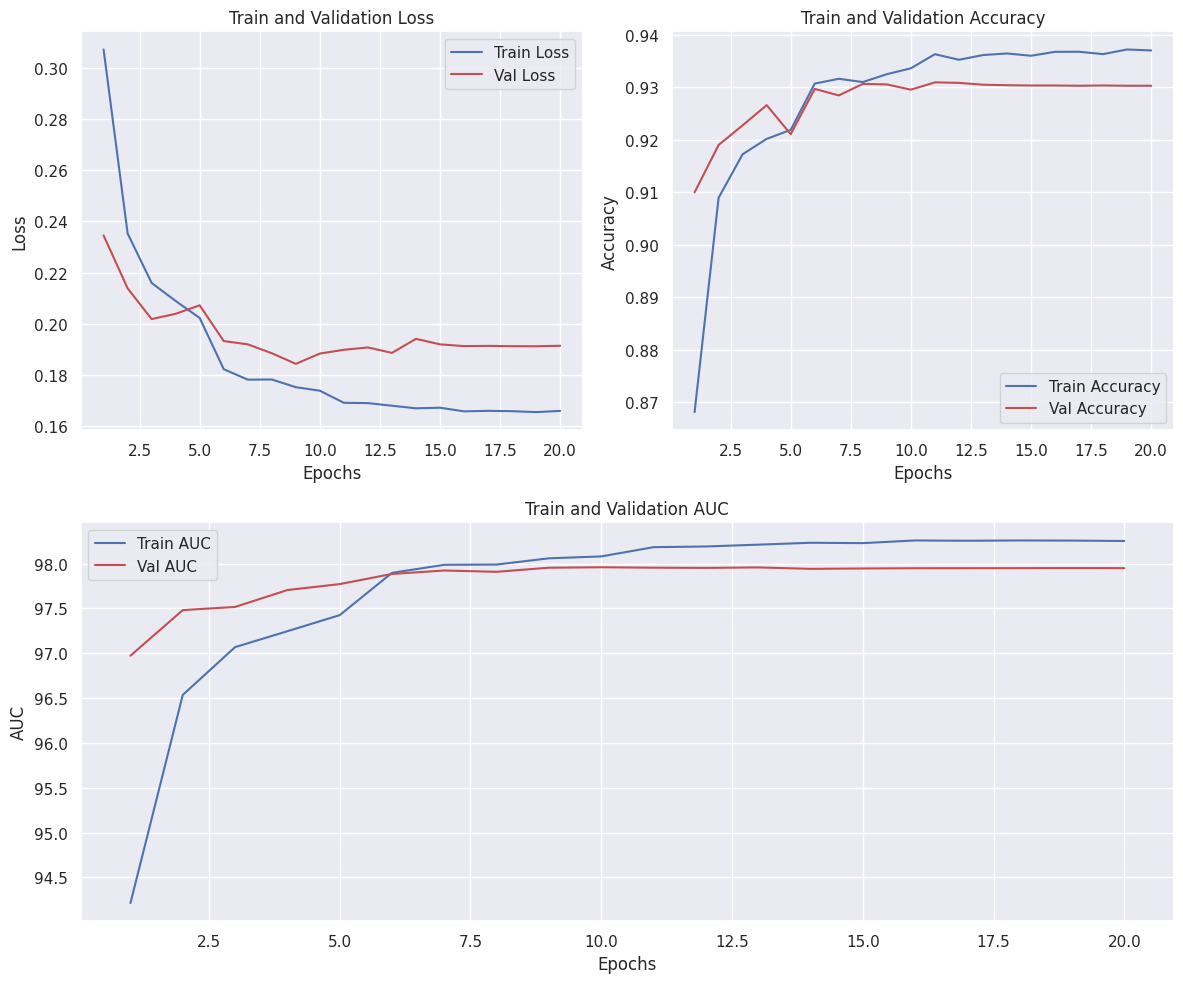 Train and Validation Loss
Train Loss
Val Loss
0.30
0.28
0.26
0.24
0.22
0.20
0.18
0.16
Loss
2.5 5.0 7.5 10.0 12.5 15.0 17.5 20.0
Epochs
Train and Validation Accuracy
0.94
0.93
0.92
0.91
0.90
0.89
0.88
0.87
Accuracy
Train Accuracy
Val Accuracy
2.5 5.0 7.5 10.0 12.5 15.0 17.5 20.0
Epochs
Train and Validation AUC
Train AUC
Val AUC
98.0
97.5
97.0
96.5
96.0
95.5
95.0
94.5
AUC
2.5 5.0 7.5 10.0 12.5 15.0 17.5 20.0
Epochs